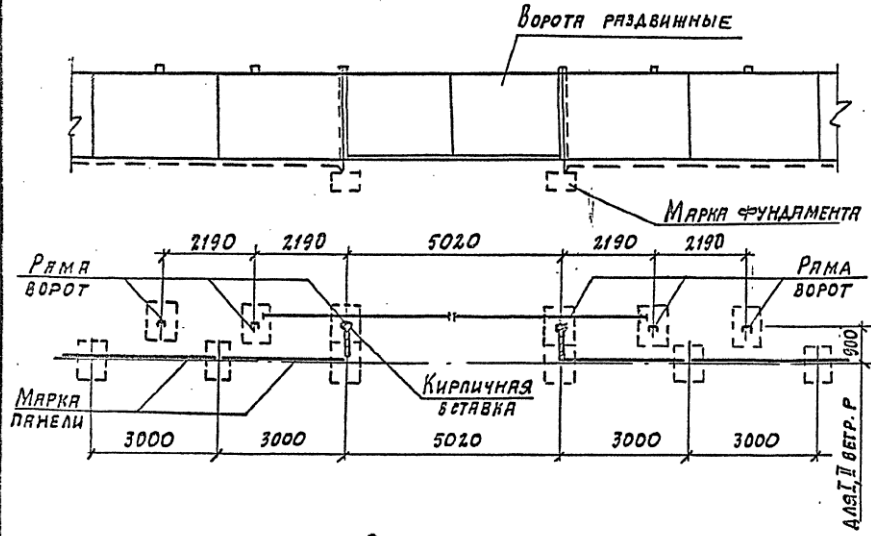 Ворота раздвижные
Марка фундамента
2190
2190
5020
2190
2190
Рама
ворот
Рама
ворот
900
Марка
панели
Кирпичная
вставка
3000
3000
5020
3000
3000
для I, II ветр. р